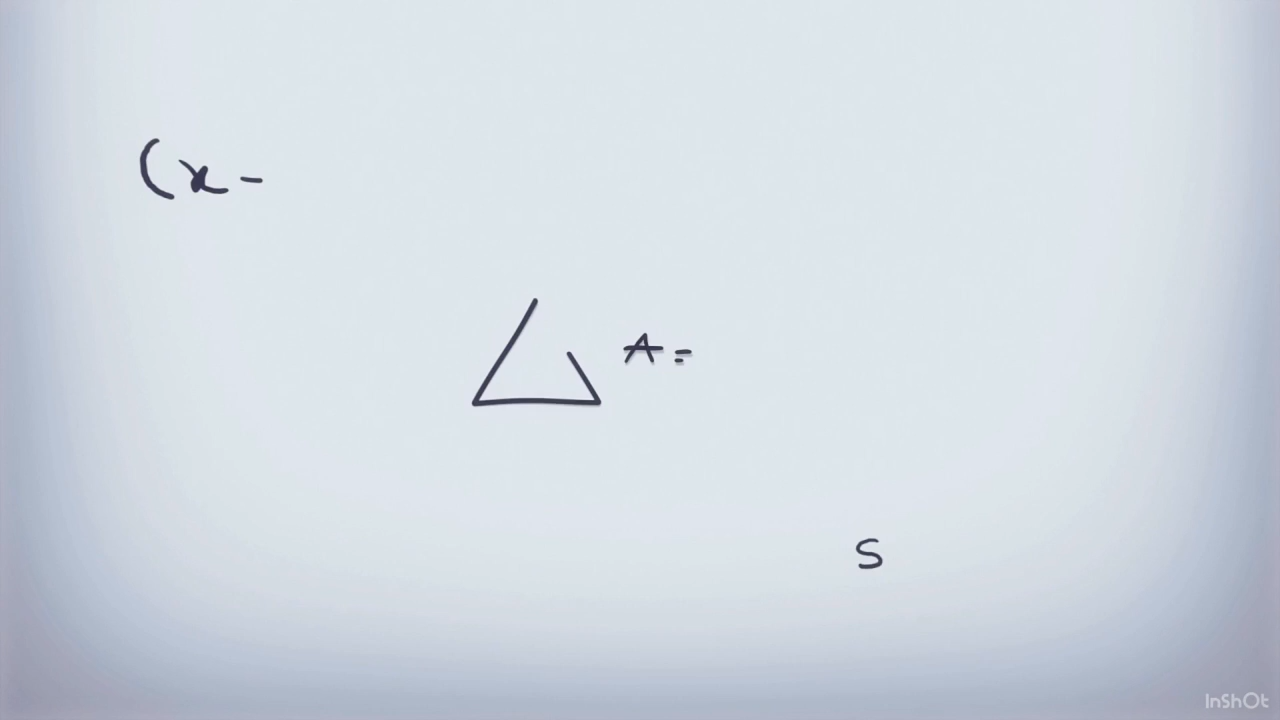 (x -
A =
S
InShOt